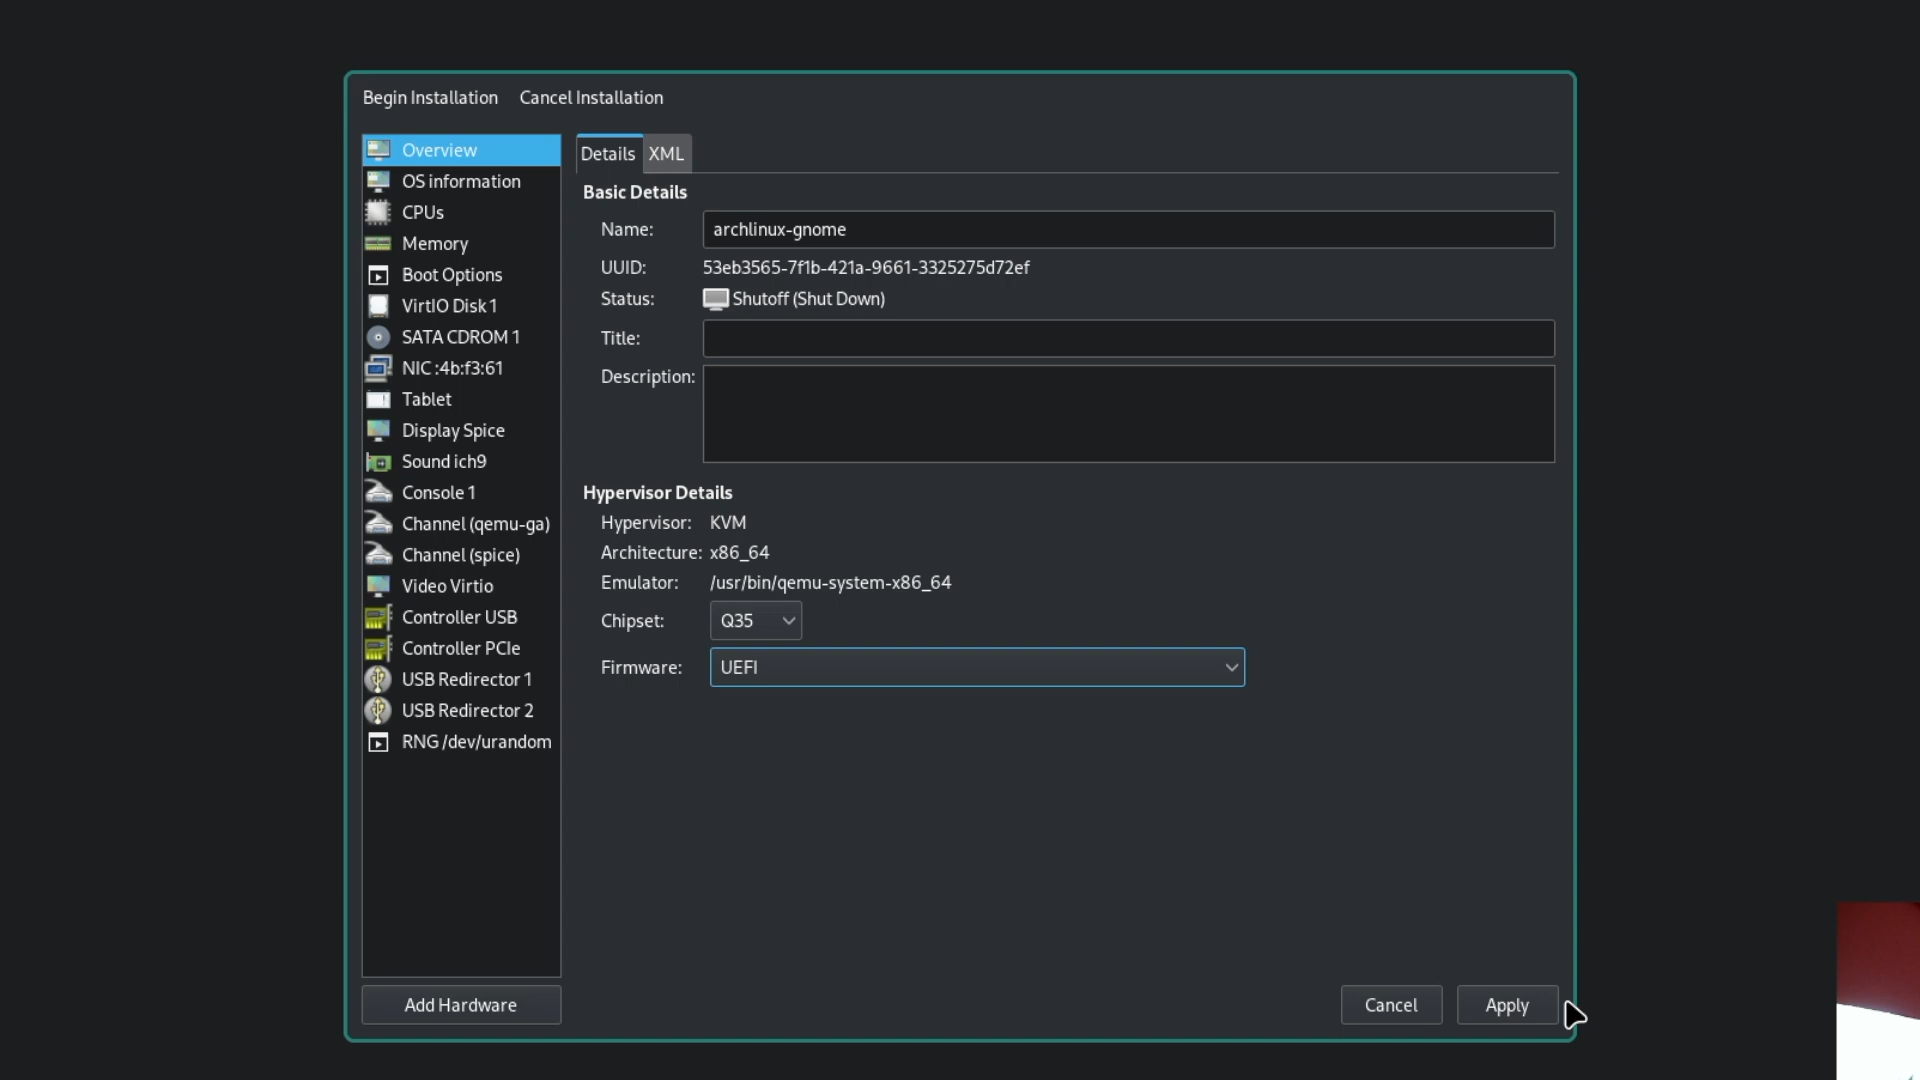 Begin Installation Cancel Installation
Overview
OS information
CPUs
Memory
Boot Options
VirtIO Disk 1
SATA CDROM 1
NIC :4b:f3:61
Tablet
Display Spice
Sound ich9
Console 1
Channel (qemu-ga)
Channel (spice)
Video Virtio
Controller USB
Controller PCIe
USB Redirector 1
USB Redirector 2
RNG /dev/urandom
Add Hardware
Details XML
Basic Details
Name: archlinux-gnome
UUID: 53eb3565-7f1b-421a-9661-3325275d72ef
Status: Shutoff (Shut Down)
Title:
Description:
Hypervisor Details
Hypervisor: KVM
Architecture: x86_64
Emulator: /usr/bin/qemu-system-x86_64
Chipset: Q35
Firmware: UEFI
Cancel Apply